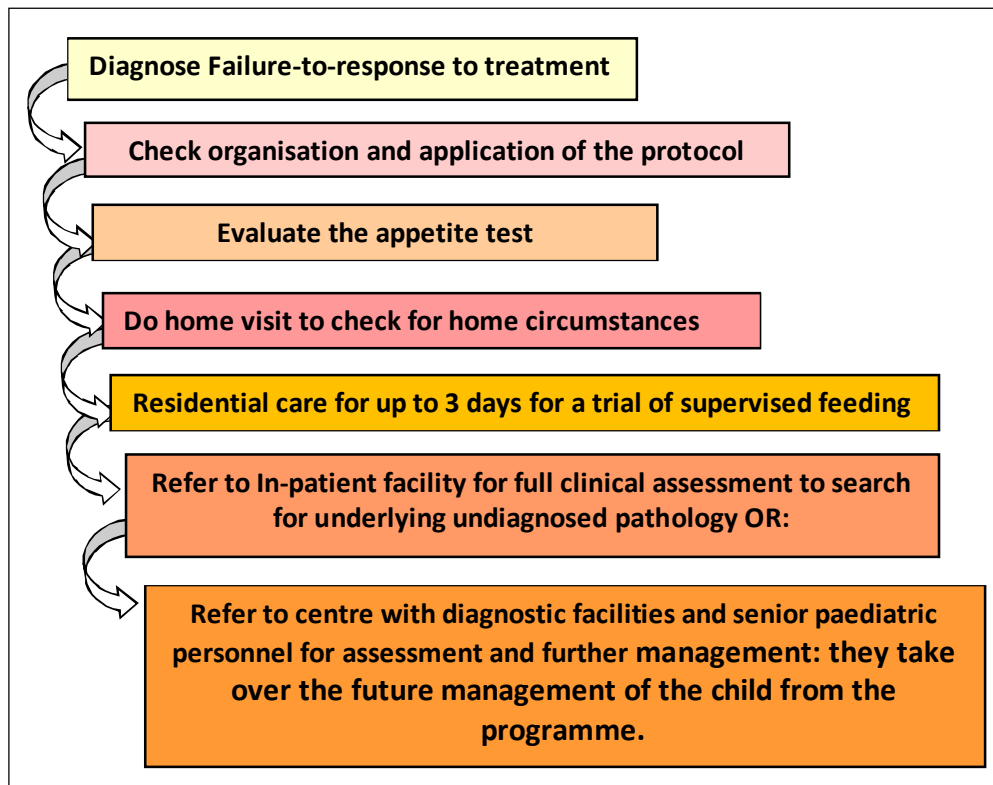 Diagnose Failure-to-response to treatment
Check organisation and application of the protocol
Evaluate the appetite test
Do home visit to check for home circumstances
Residential care for up to 3 days for a trial of supervised feeding
Refer to In-patient facility for full clinical assessment to search
for underlying undiagnosed pathology OR:
Refer to centre with diagnostic facilities and senior paediatric
personnel for assessment and further management: they take
over the future management of the child from the
programme.